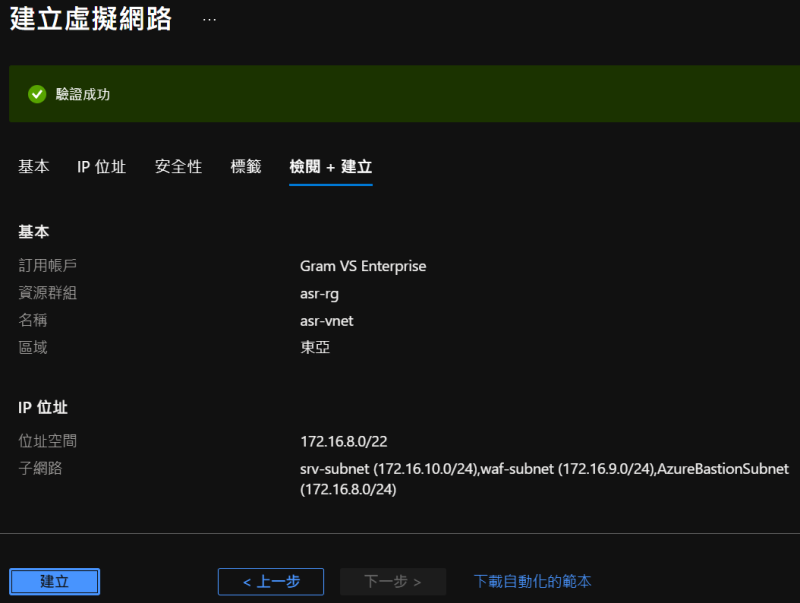 建立虛擬網路 ...
驗證成功
基本 IP 位址 安全性 標籤 檢閱 + 建立
基本
訂用帳戶 Gram VS Enterprise
資源群組 asr-rg
名稱 asr-vnet
區域 東亞
IP 位址
位址空間 172.16.8.0/22
子網路 srv-subnet (172.16.10.0/24),waf-subnet (172.16.9.0/24),AzureBastionSubnet
(172.16.8.0/24)
建立 < 上一步 下一步 > 下載自動化的範本